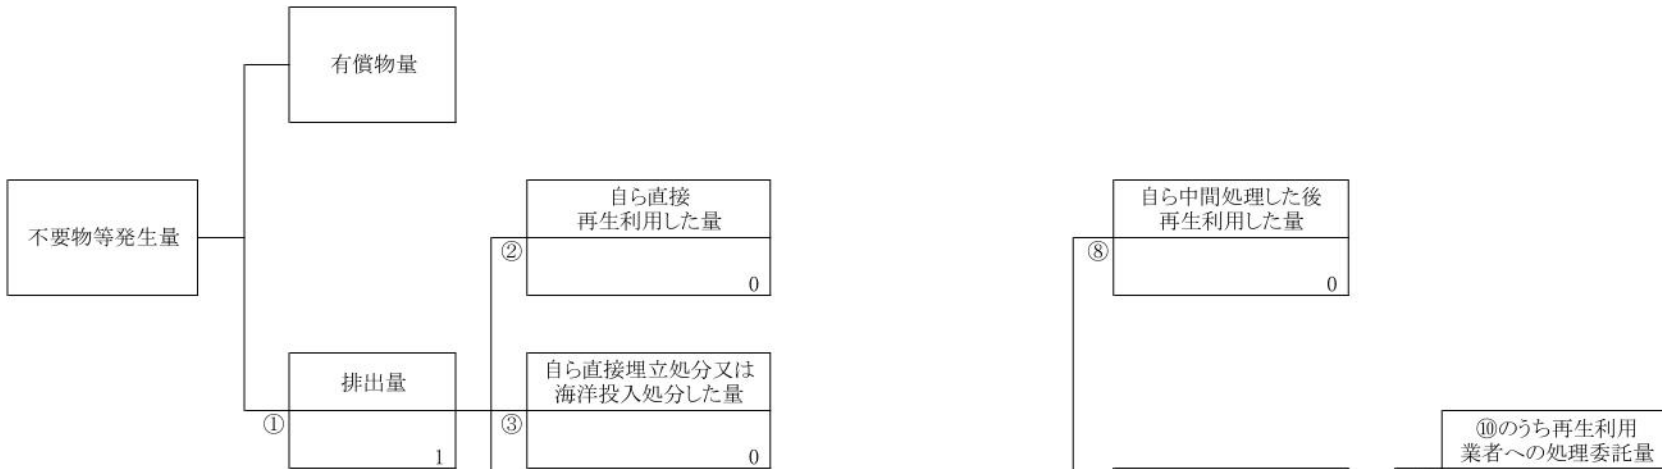 有償物量
不要物等発生量
自ら直接
再生利用した量
②
0
自ら中間処理した後
再生利用した量
⑧
0
排出量
①
1
自ら直接埋立処分又は
海洋投入処分した量
③
0
⑩のうち再生利用
業者への処理委託量